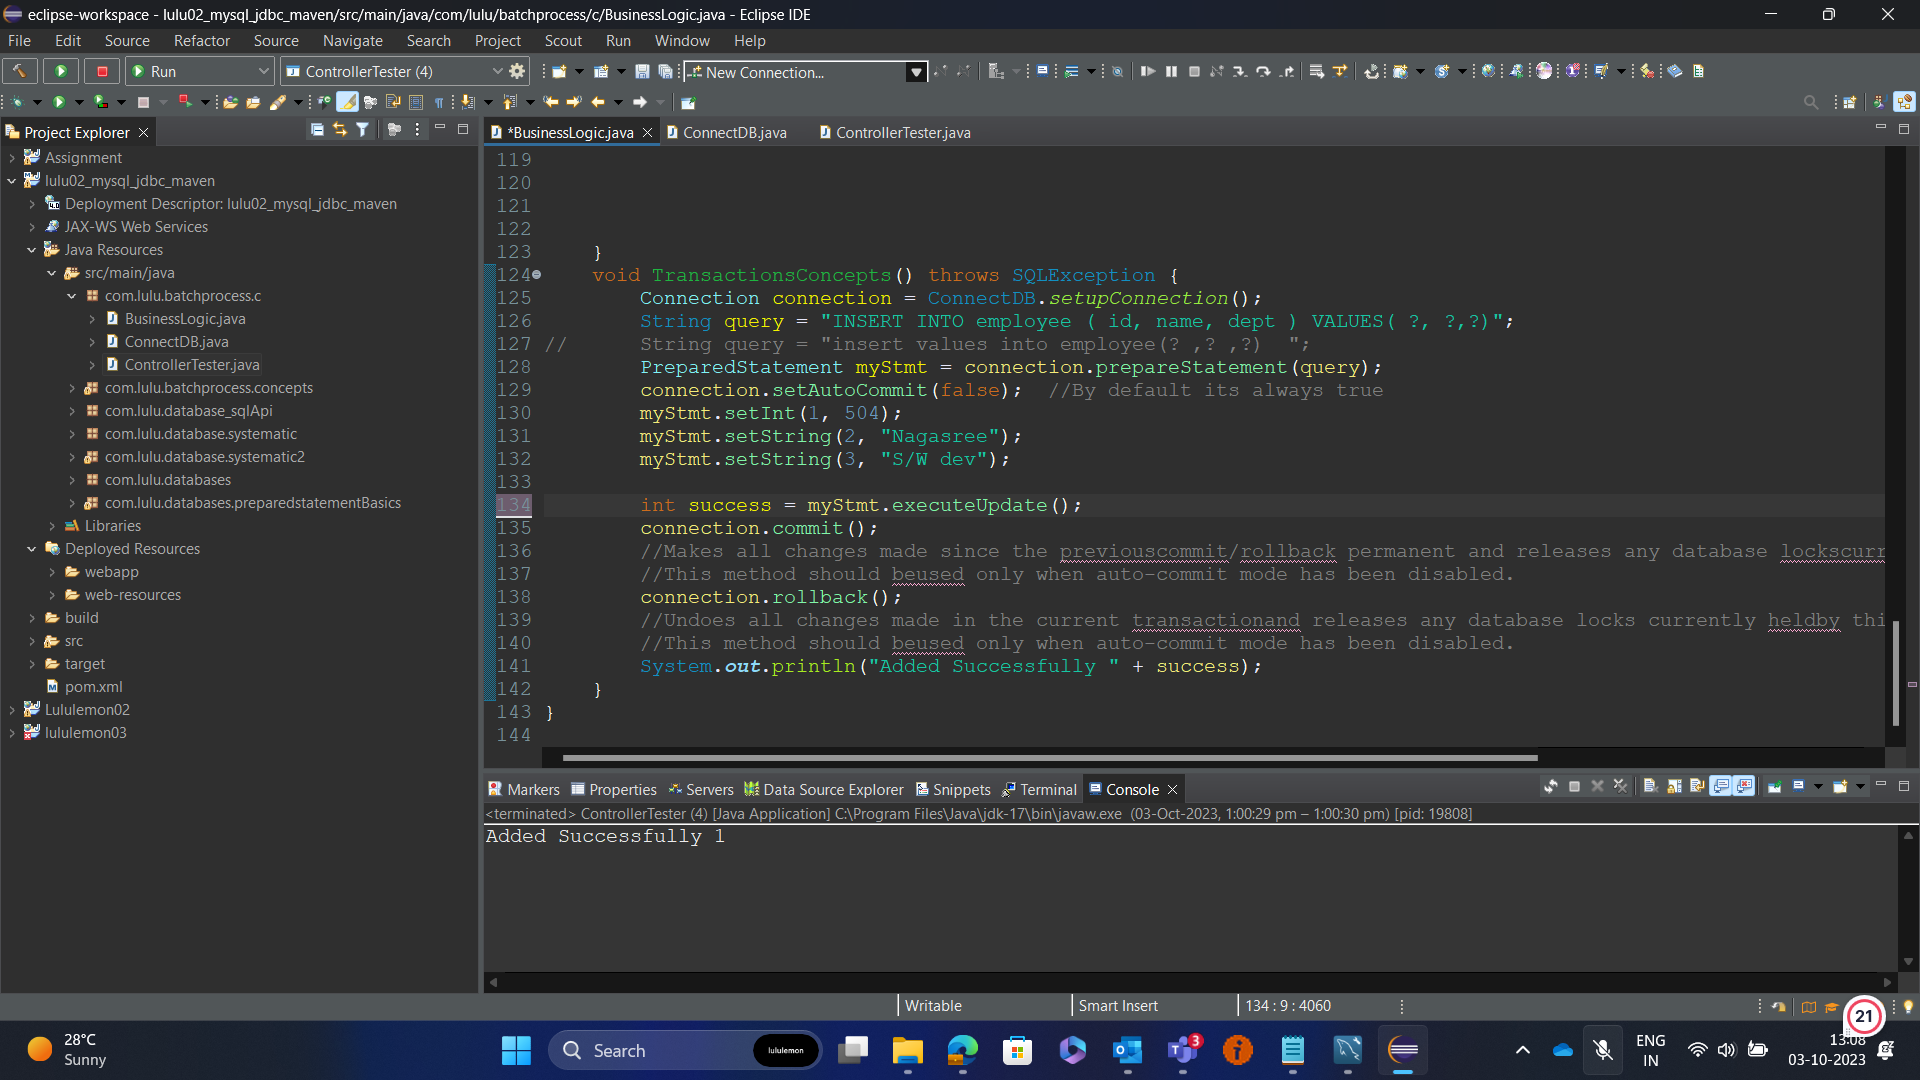 eclipse-workspace - lulu02_mysql_jdbc_maven/src/main/java/com/lulu/batchprocess/c/BusinessLogic.java - Eclipse IDE
File Edit Source Refactor Source Navigate Search Project Scout Run Window Help
Run ControllerTester (4) New Connection...
Project Explorer
*BusinessLogic.java ConnectDB.java ControllerTester.java
Assignment
lulu02_mysql_jdbc_maven
Deployment Descriptor: lulu02_mysql_jdbc_maven
JAX-WS Web Services
Java Resources
src/main/java
com.lulu.batchprocess.c
BusinessLogic.java
ConnectDB.java
ControllerTester.java
com.lulu.batchprocess.concepts
com.lulu.database_sqlApi
com.lulu.database.systematic
com.lulu.database.systematic2
com.lulu.databases
com.lulu.databases.preparedstatementBasics
Libraries
Deployed Resources
webapp
web-resources
build
src
target
pom.xml
Lululemon02
lululemon03
119
120
121
122
123 }
124 void TransactionsConcepts() throws SQLException {
125 Connection connection = ConnectDB.setupConnection();
126 String query = "INSERT INTO employee ( id, name, dept ) VALUES( ?, ?,?)";
127 // String query = "insert values into employee(? ,? ,?)  ";
128 PreparedStatement myStmt = connection.prepareStatement(query);
129 connection.setAutoCommit(false);  //By default its always true
130 myStmt.setInt(1, 504);
131 myStmt.setString(2, "Nagasree");
132 myStmt.setString(3, "S/W dev");
133
134 int success = myStmt.executeUpdate();
135 connection.commit();
136 //Makes all changes made since the previouscommit/rollback permanent and releases any database lockscurr
137 //This method should beused only when auto-commit mode has been disabled.
138 connection.rollback();
139 //Undoes all changes made in the current transactionand releases any database locks currently heldby thi
140 //This method should beused only when auto-commit mode has been disabled.
141 System.out.println("Added Successfully " + success);
142 }
143 }
144
Markers Properties Servers Data Source Explorer Snippets Terminal Console
<terminated> ControllerTester (4) [Java Application] C:\Program Files\Java\jdk-17\bin\javaw.exe (03-Oct-2023, 1:00:29 pm – 1:00:30 pm) [pid: 19808]
Added Successfully 1
Writable Smart Insert 134 : 9 : 4060
21
28°C
Sunny
Search
lululemon
3
ENG
IN
13:08
03-10-2023